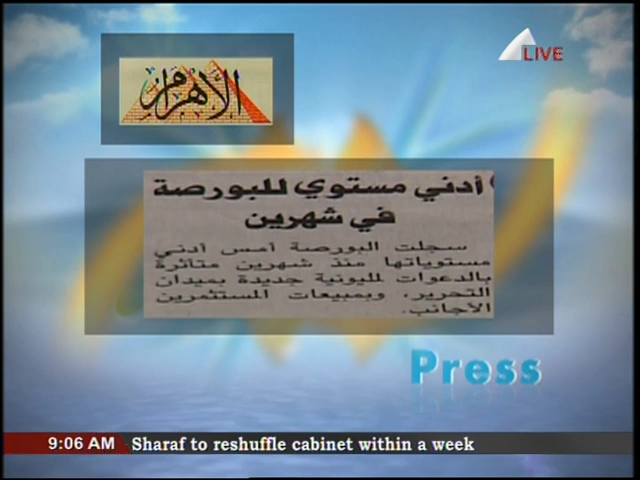 LIVE
الأهرام
أدني مستوي للبورصة
في شهرين
سجلت البورصة أمس أدني
مستوياتها منذ شهرين متأثرة
بالدعوات لمليونية جديدة بميدان
التحرير، وبمبيعات المستثمرين
الأجانب.
Press
9:06 AM Sharaf to reshuffle cabinet within a week